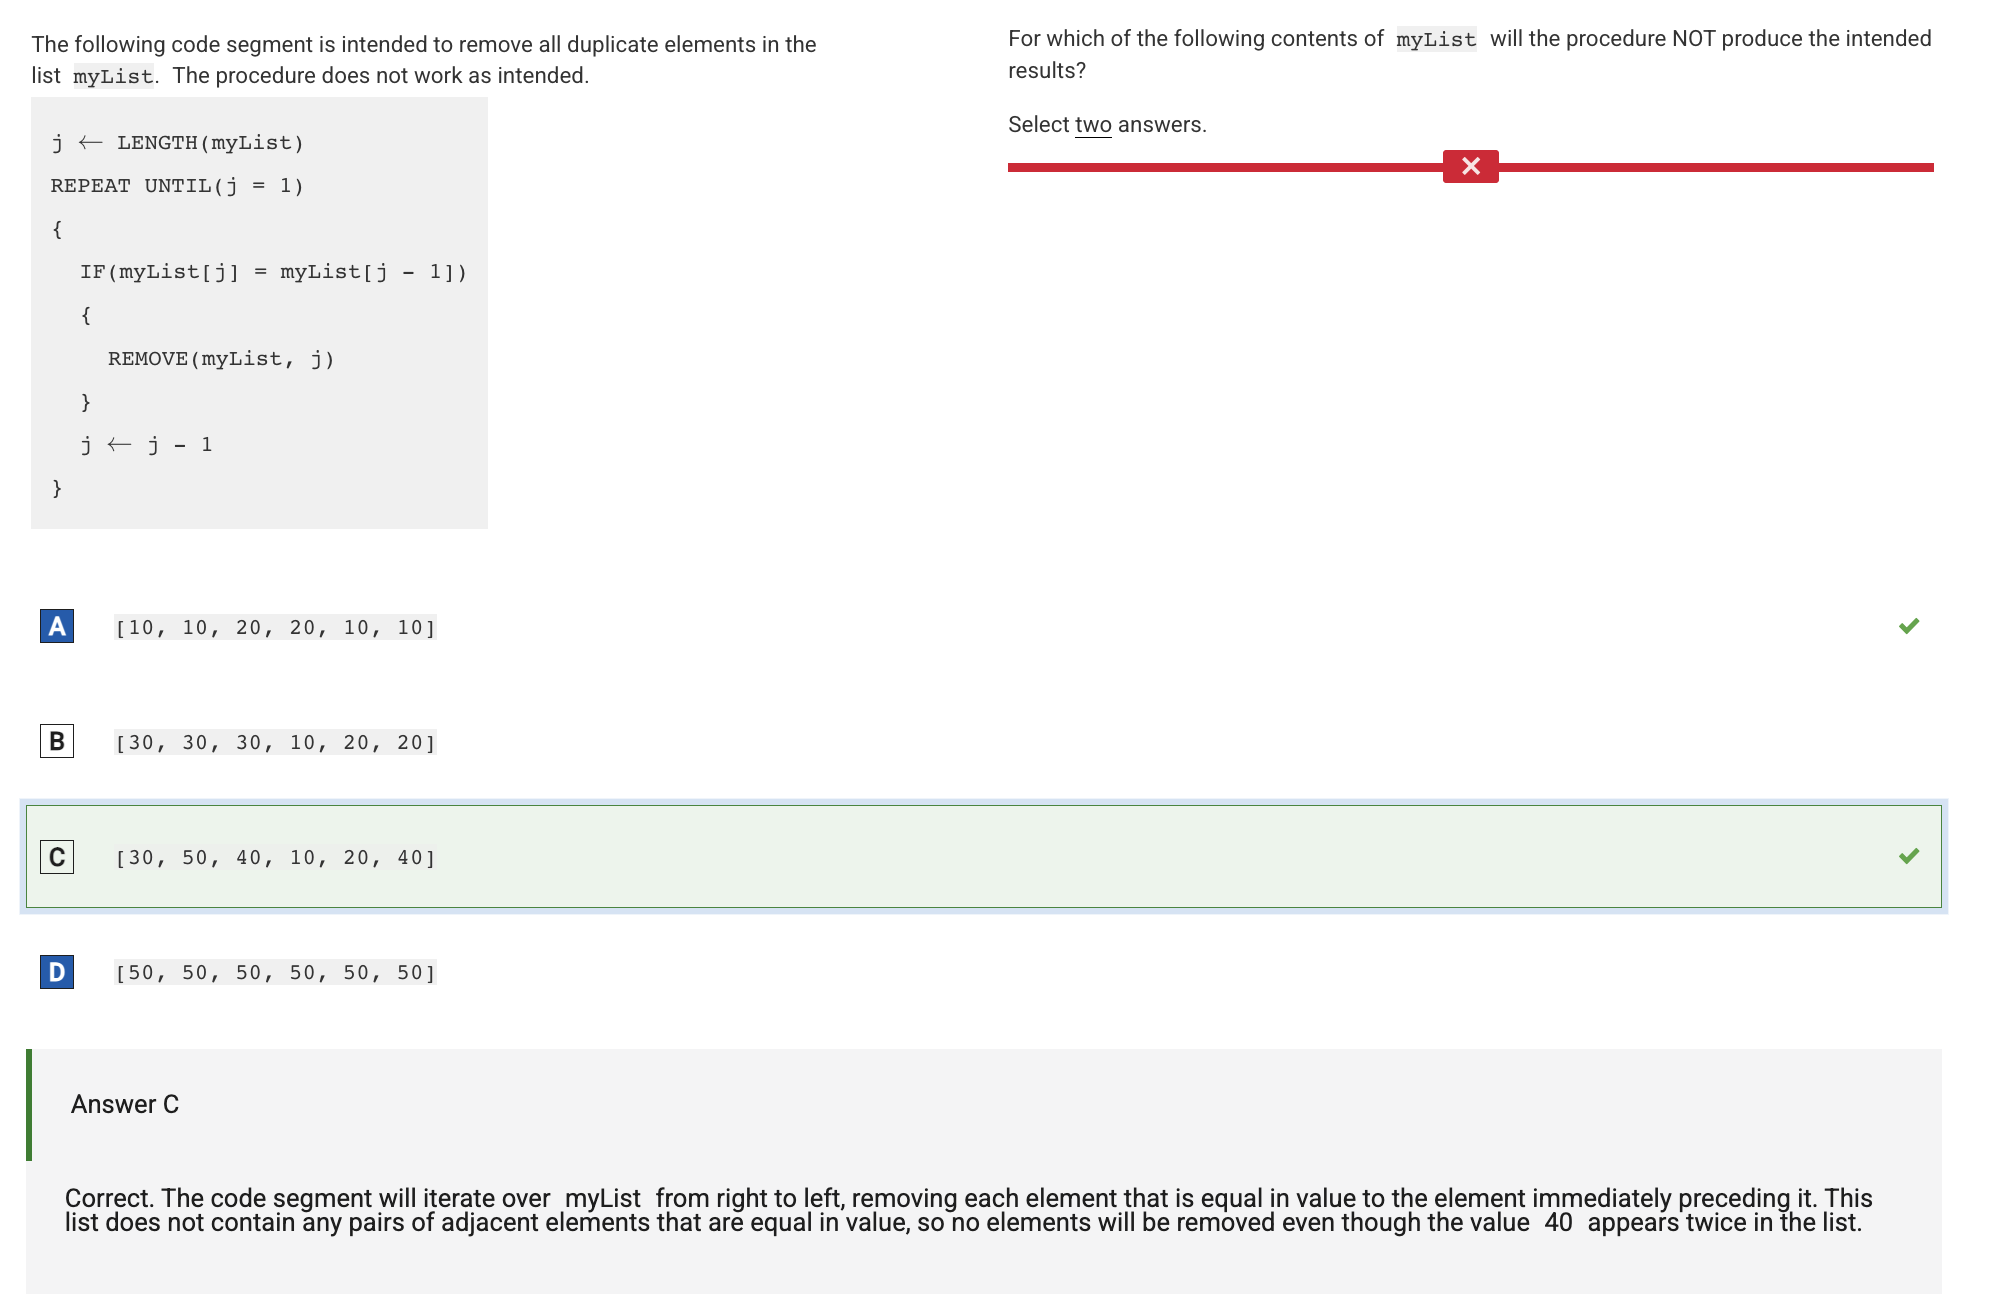 The following code segment is intended to remove all duplicate elements in the
list myList. The procedure does not work as intended.
j ← LENGTH(myList)
REPEAT UNTIL(j = 1)
{
IF(myList[j] = myList[j - 1])
{
REMOVE(myList, j)
}
j ← j - 1
}
For which of the following contents of myList will the procedure NOT produce the intended
results?
Select two answers.
A [10, 10, 20, 20, 10, 10]
B [30, 30, 30, 10, 20, 20]
C [30, 50, 40, 10, 20, 40]
D [50, 50, 50, 50, 50, 50]
Answer C
Correct. The code segment will iterate over myList from right to left, removing each element that is equal in value to the element immediately preceding it. This
list does not contain any pairs of adjacent elements that are equal in value, so no elements will be removed even though the value 40 appears twice in the list.